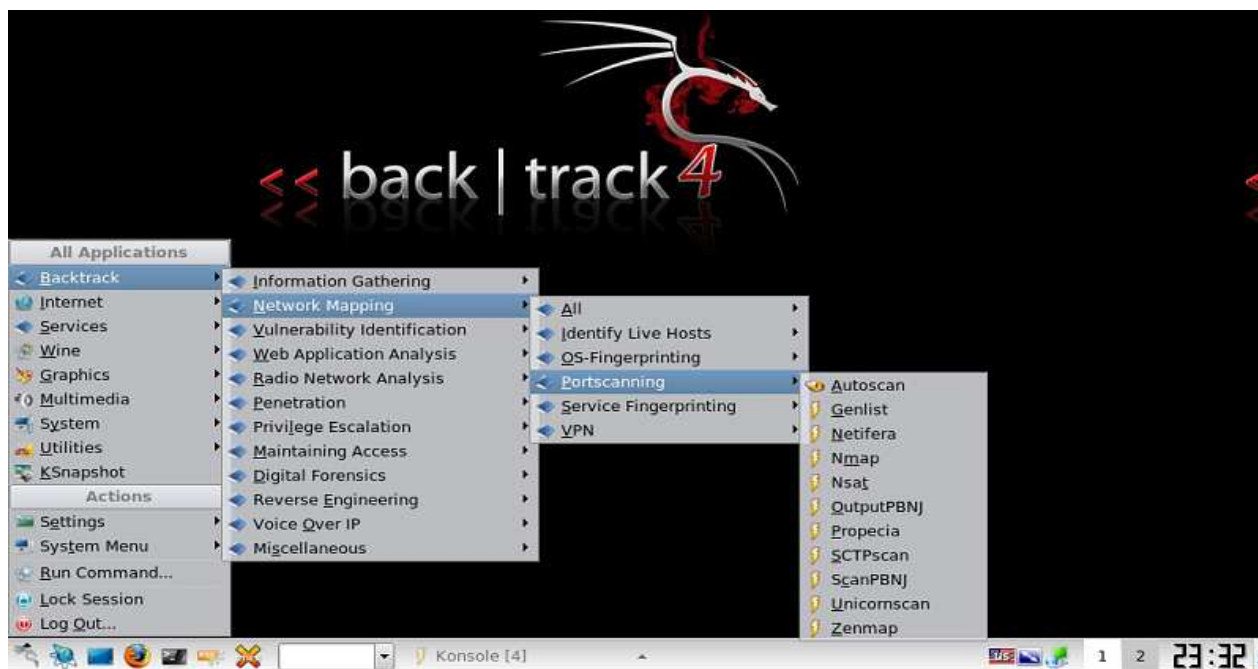 << back | track 4
All Applications
Backtrack
Internet
Services
Wine
Graphics
Multimedia
System
Utilities
KSnapshot
Actions
Settings
System Menu
Run Command...
Lock Session
Log Out...
Information Gathering
Network Mapping
Vulnerability Identification
Web Application Analysis
Radio Network Analysis
Penetration
Privilege Escalation
Maintaining Access
Digital Forensics
Reverse Engineering
Voice Over IP
Miscellaneous
All
Identify Live Hosts
OS-Fingerprinting
Portscanning
Service Fingerprinting
VPN
Autoscan
Genlist
Netifera
Nmap
Nsat
OutputPBNJ
Propecia
SCTPscan
ScanPBNJ
Unicornscan
Zenmap
Konsole [4]
us
1
2
23:32